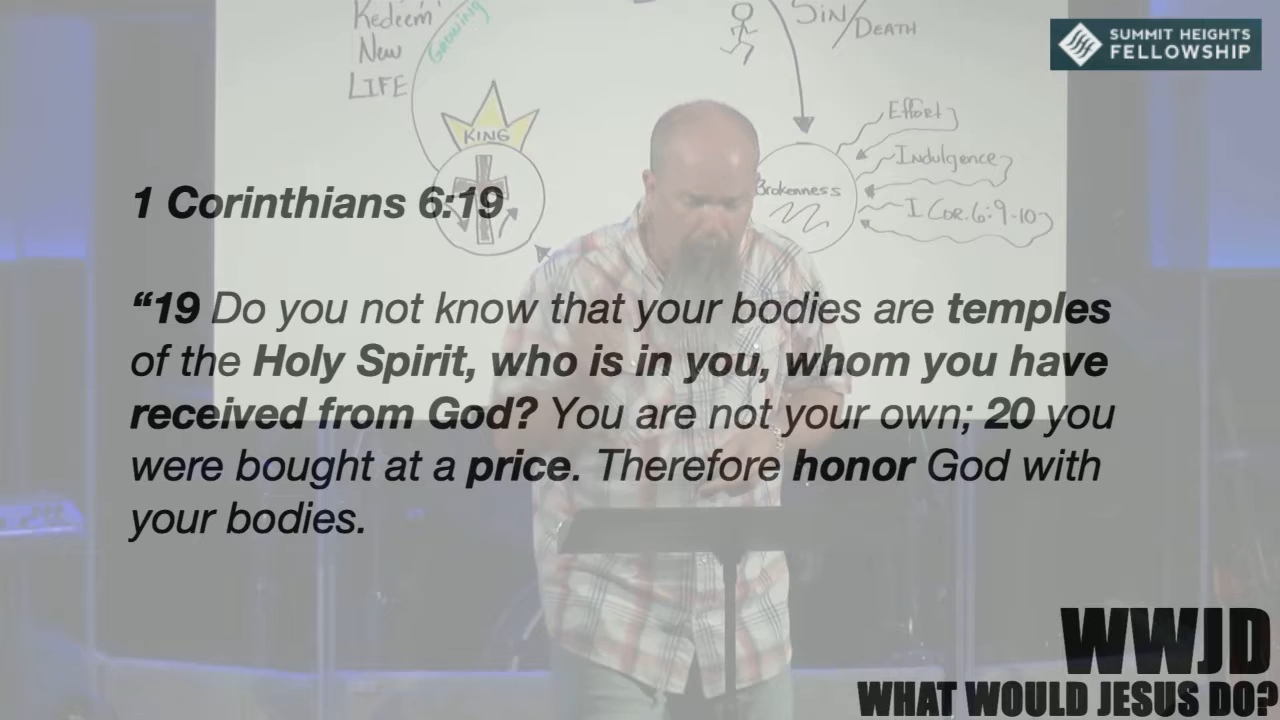 Redeem
New
LIFE
Growing
KING
SIN/
DEATH
Effort
Indulgence
Brokenness
I COR. 6:9-10
SUMMIT HEIGHTS
FELLOWSHIP
1 Corinthians 6:19
“19 Do you not know that your bodies are temples
of the Holy Spirit, who is in you, whom you have
received from God? You are not your own; 20 you
were bought at a price. Therefore honor God with
your bodies.
WWJD
WHAT WOULD JESUS DO?